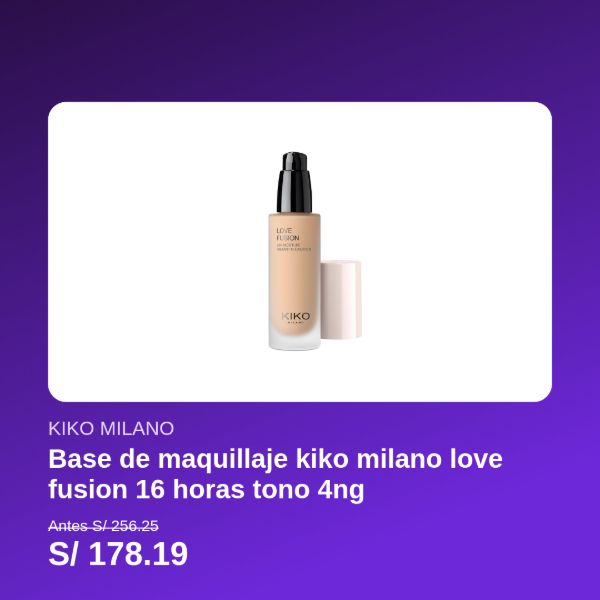 LOVE
FUSION
KIKO
MILANO
KIKO MILANO
Base de maquillaje kiko milano love
fusion 16 horas tono 4ng
Antes S/ 256.25
S/ 178.19